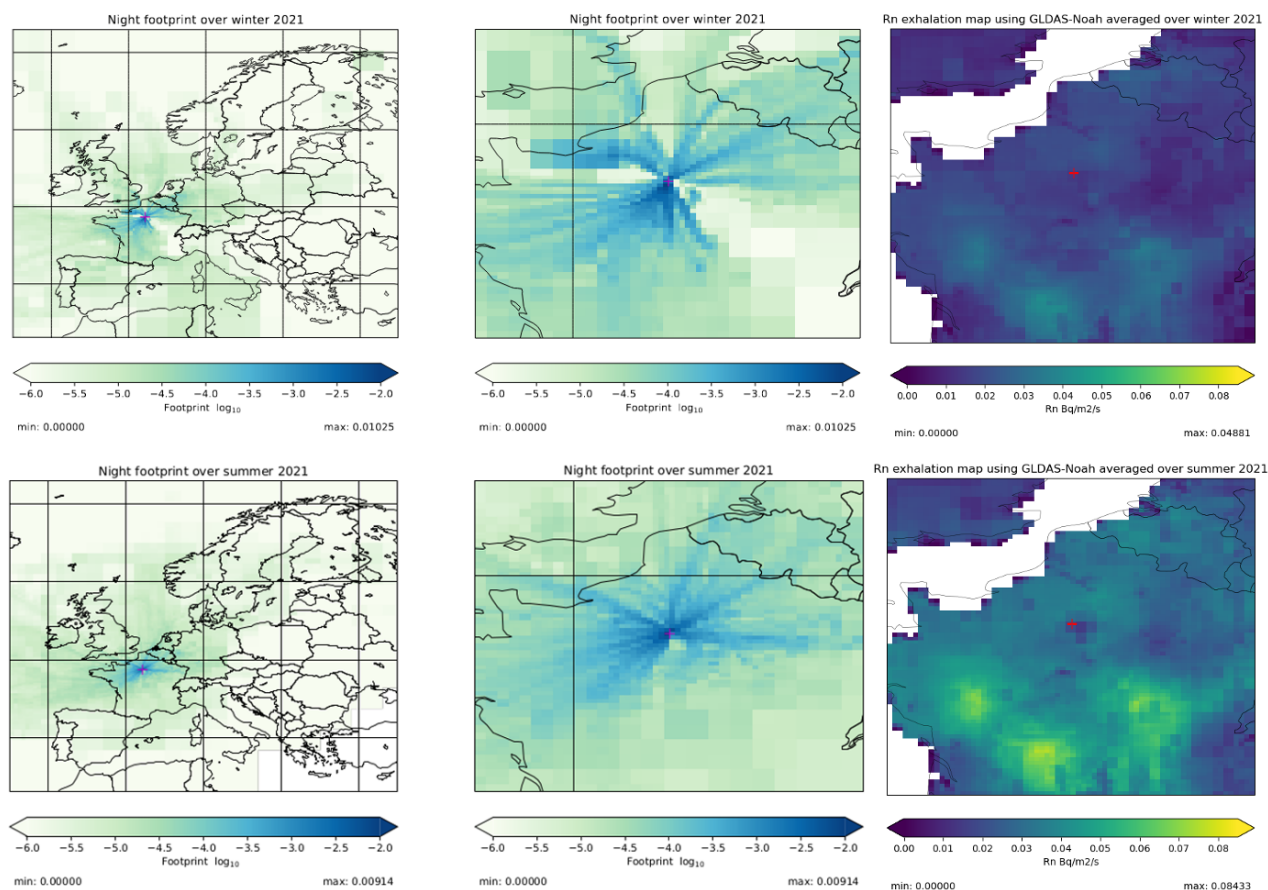 Night footprint over winter 2021
Night footprint over winter 2021
Rn exhalation map using GLDAS-Noah averaged over winter 2021
−6.0 −5.5 −5.0 −4.5 −4.0 −3.5 −3.0 −2.5 −2.0
Footprint log10
min: 0.00000 max: 0.01025
−6.0 −5.5 −5.0 −4.5 −4.0 −3.5 −3.0 −2.5 −2.0
Footprint log10
min: 0.00000 max: 0.01025
0.00 0.01 0.02 0.03 0.04 0.05 0.06 0.07 0.08
Rn Bq/m2/s
min: 0.00000 max: 0.04881
Night footprint over summer 2021
Night footprint over summer 2021
Rn exhalation map using GLDAS-Noah averaged over summer 2021
−6.0 −5.5 −5.0 −4.5 −4.0 −3.5 −3.0 −2.5 −2.0
Footprint log10
min: 0.00000 max: 0.00914
−6.0 −5.5 −5.0 −4.5 −4.0 −3.5 −3.0 −2.5 −2.0
Footprint log10
min: 0.00000 max: 0.00914
0.00 0.01 0.02 0.03 0.04 0.05 0.06 0.07 0.08
Rn Bq/m2/s
min: 0.00000 max: 0.08433